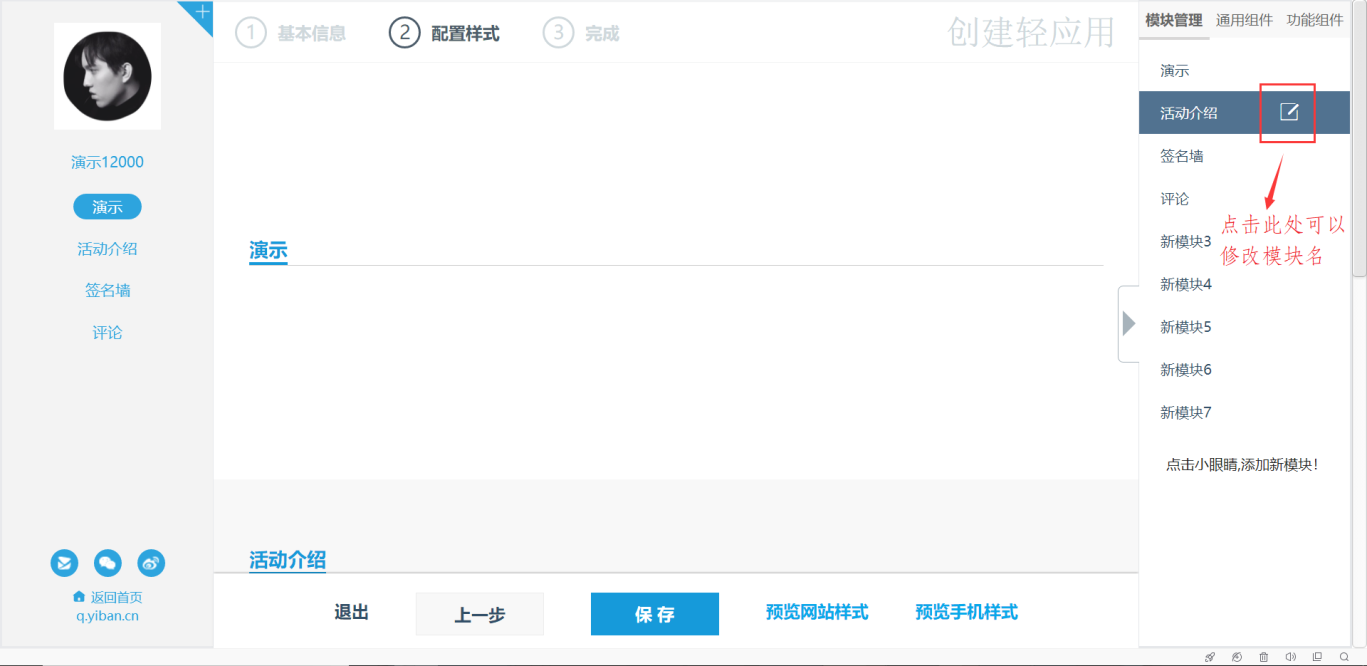 演示12000
演示
活动介绍
签名墙
评论
返回首页
q.yiban.cn
1 基本信息
2 配置样式
3 完成
创建轻应用
演示
活动介绍
退出
上一步
保 存
预览网站样式
预览手机样式
模块管理 通用组件 功能组件
演示
活动介绍
签名墙
评论
新模块3
新模块4
新模块5
新模块6
新模块7
点击此处可以
修改模块名
点击小眼睛,添加新模块!